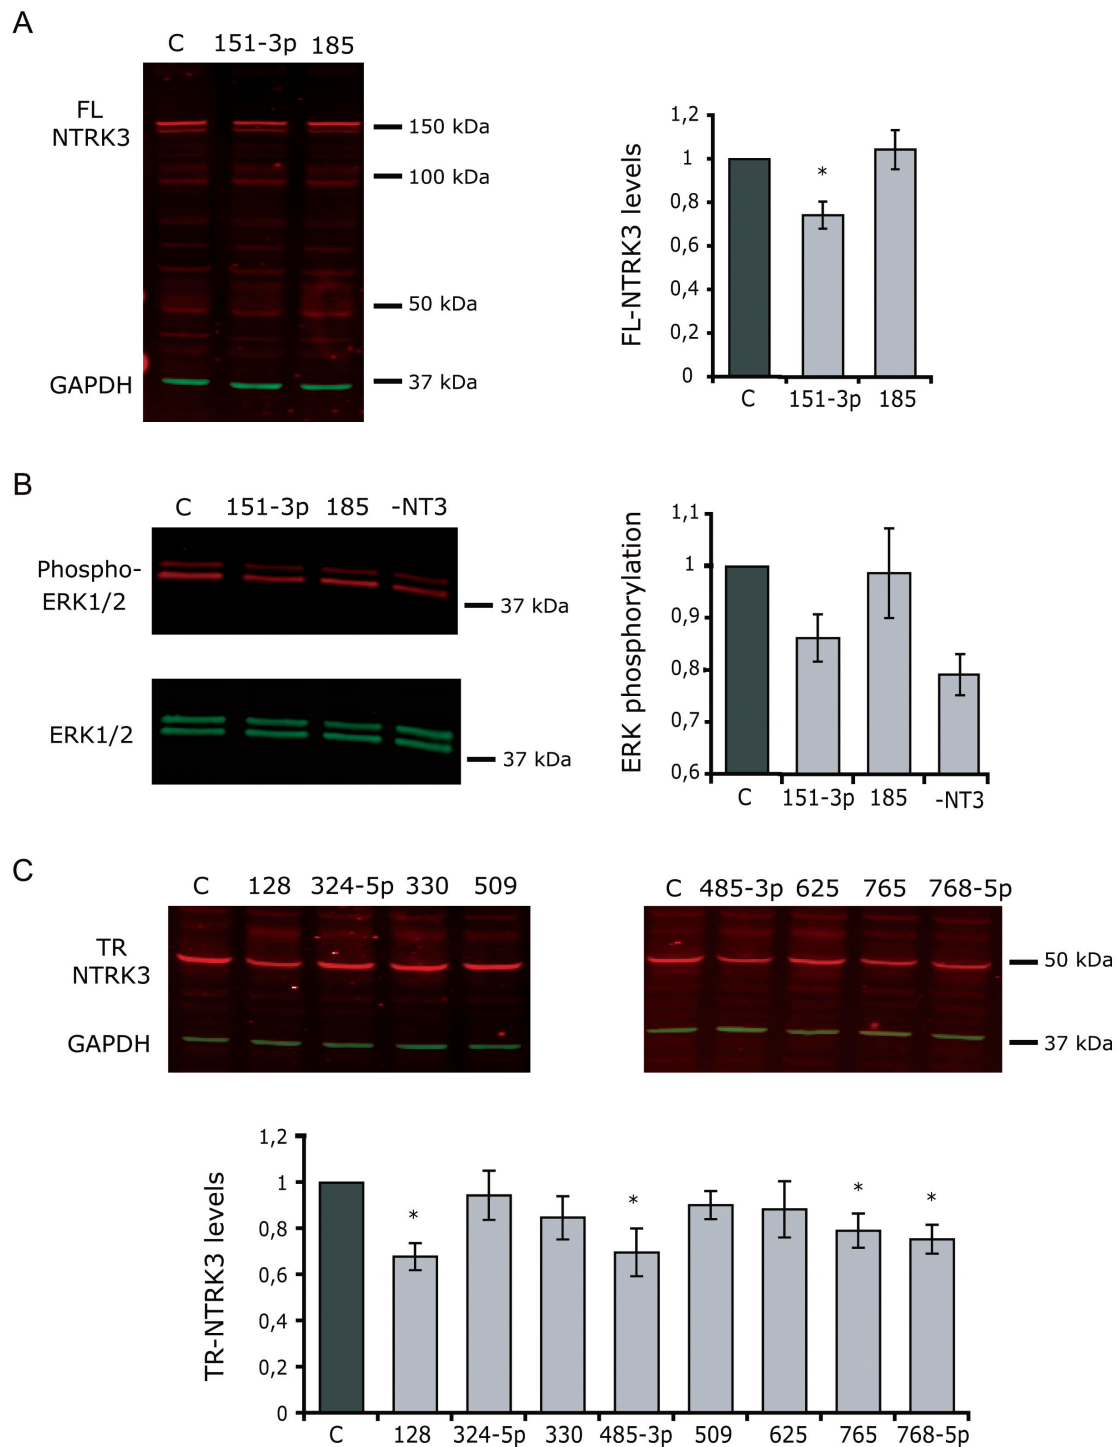 A
C 151-3p 185
FL
NTRK3
GAPDH
150 kDa
100 kDa
50 kDa
37 kDa
FL-NTRK3 levels
1,2
1
0,8
0,6
0,4
0,2
0
*
C 151-3p 185
B
C 151-3p 185 -NT3
Phospho-
ERK1/2
37 kDa
ERK1/2
37 kDa
ERK phosphorylation
1,1
1
0,9
0,8
0,7
0,6
C 151-3p 185 -NT3
C
C 128 324-5p 330 509
TR
NTRK3
GAPDH
C 485-3p 625 765 768-5p
50 kDa
37 kDa
TR-NTRK3 levels
1,2
1
0,8
0,6
0,4
0,2
0
* * * *
C 128 324-5p 330 485-3p 509 625 765 768-5p